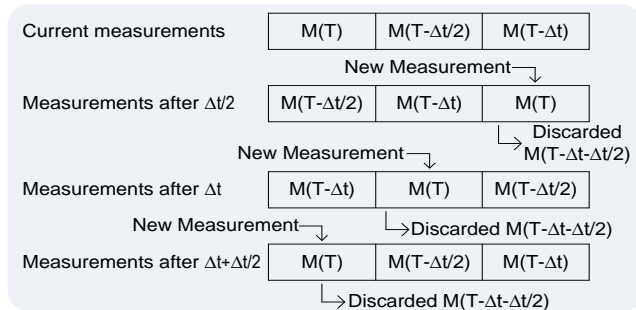 Current measurements M(T) M(T-Δt/2) M(T-Δt)
New Measurement
Measurements after Δt/2 M(T-Δt/2) M(T-Δt) M(T)
Discarded
M(T-Δt-Δt/2)
New Measurement
Measurements after Δt M(T-Δt) M(T) M(T-Δt/2)
New Measurement
Discarded M(T-Δt-Δt/2)
Measurements after Δt+Δt/2 M(T) M(T-Δt/2) M(T-Δt)
Discarded M(T-Δt-Δt/2)